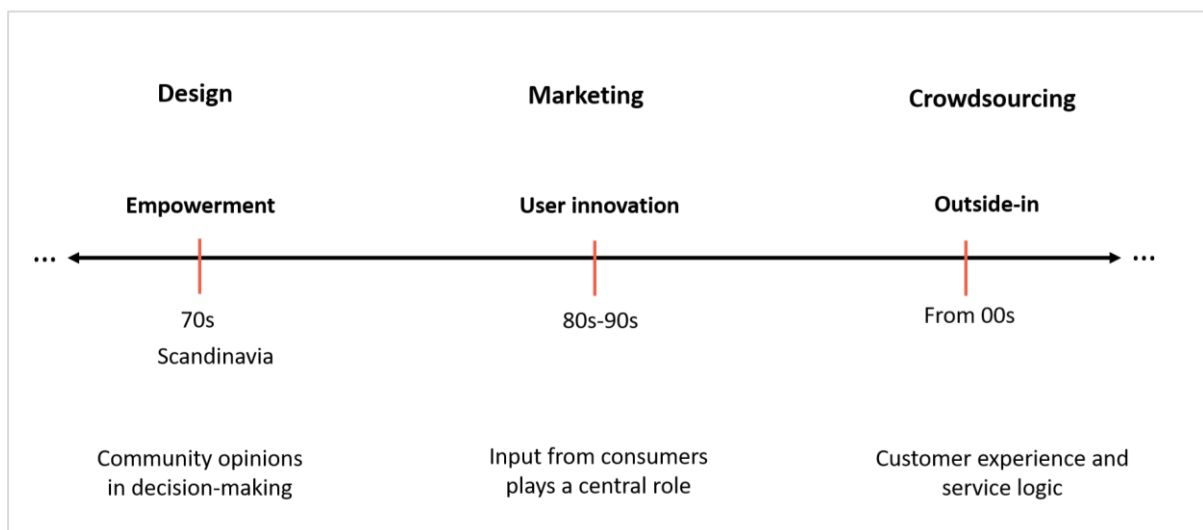 Design
Marketing
Crowdsourcing
Empowerment
User innovation
Outside-in
...
...
70s
Scandinavia
80s-90s
From 00s
Community opinions
in decision-making
Input from consumers
plays a central role
Customer experience and
service logic